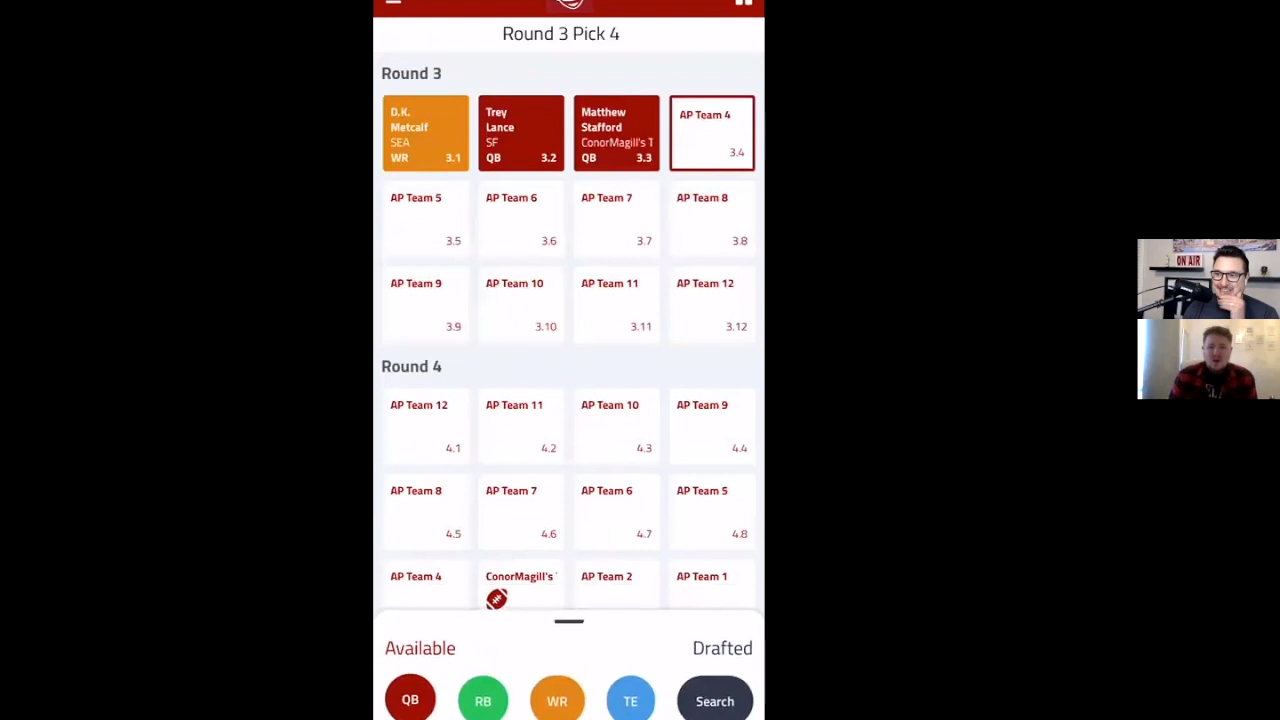 Round 3 Pick 4
Round 3
D.K.
Metcalf
SEA
WR 3.1
Trey
Lance
SF
QB 3.2
Matthew
Stafford
ConorMagill's T
QB 3.3
AP Team 4
3.4
AP Team 5
3.5
AP Team 6
3.6
AP Team 7
3.7
AP Team 8
3.8
AP Team 9
3.9
AP Team 10
3.10
AP Team 11
3.11
AP Team 12
3.12
Round 4
AP Team 12
4.1
AP Team 11
4.2
AP Team 10
4.3
AP Team 9
4.4
AP Team 8
4.5
AP Team 7
4.6
AP Team 6
4.7
AP Team 5
4.8
AP Team 4
ConorMagill's
AP Team 2
AP Team 1
Available
Drafted
QB
RB
WR
TE
Search
ON AIR